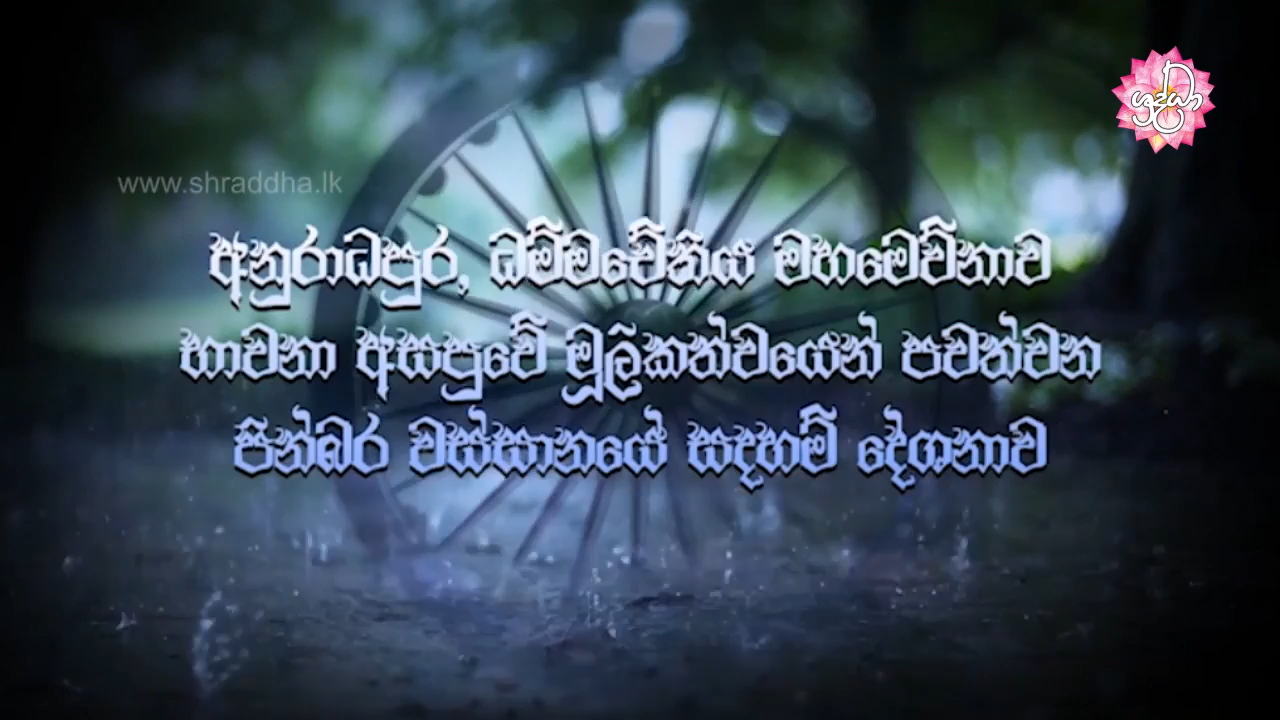 ශ්‍රද්ධා
www.shraddha.lk
අනුරාධපුර, ධම්මචේතිය මහමෙව්නාව
භාවනා අසපුවේ මූලිකත්වයෙන් පවත්වන
පින්බර වස්සානයේ සදහම් දේශනාව